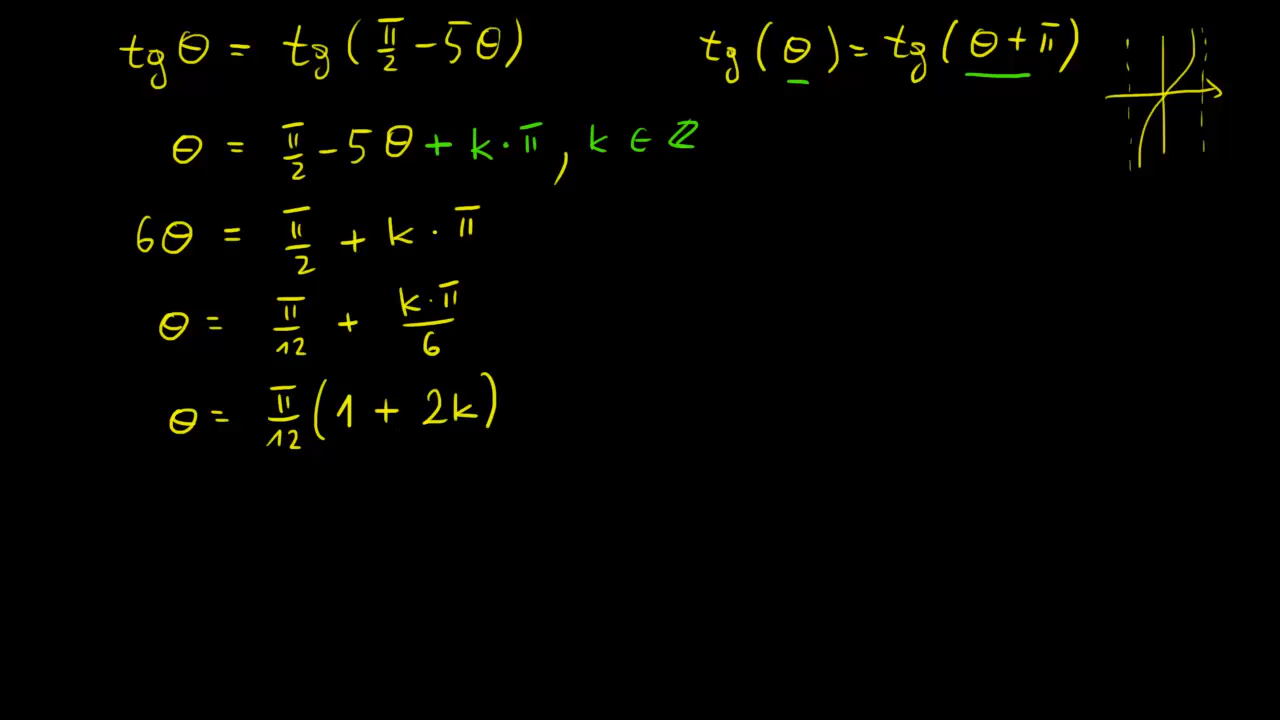 tg θ = tg(π/2 − 5θ)
tg(θ) = tg(θ + π)
θ = π/2 − 5θ + k·π, k ∈ ℤ
6θ = π/2 + k·π
θ = π/12 + k·π/6
θ = π/12 (1 + 2k)